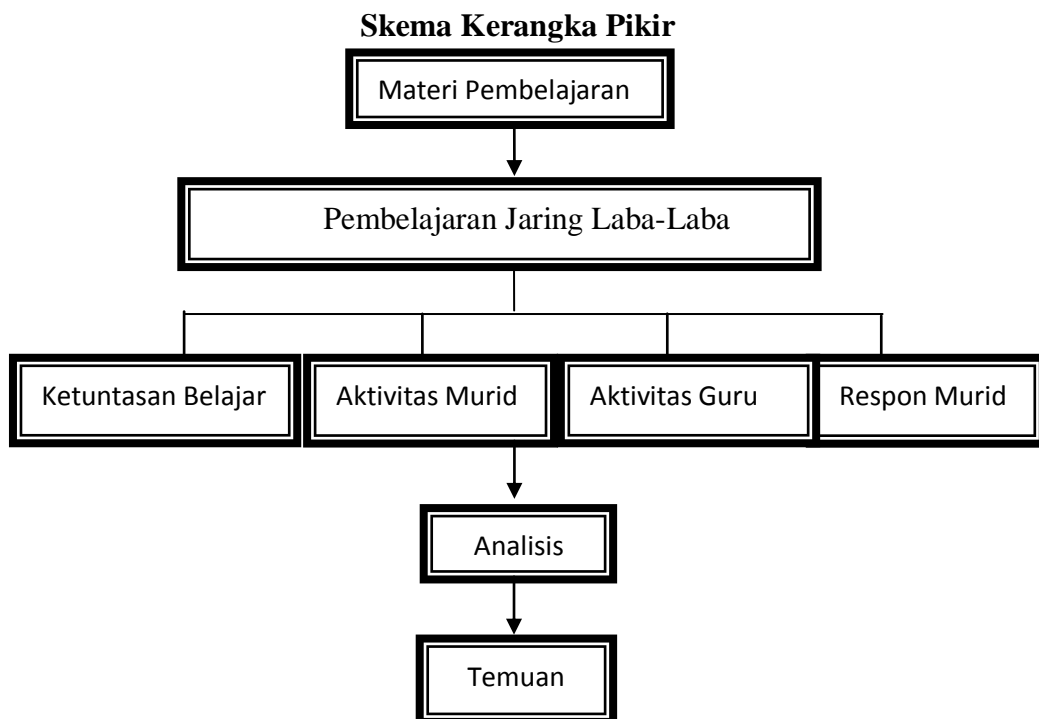 Skema Kerangka Pikir
Materi Pembelajaran
Pembelajaran Jaring Laba-Laba
Ketuntasan Belajar
Aktivitas Murid
Aktivitas Guru
Respon Murid
Analisis
Temuan